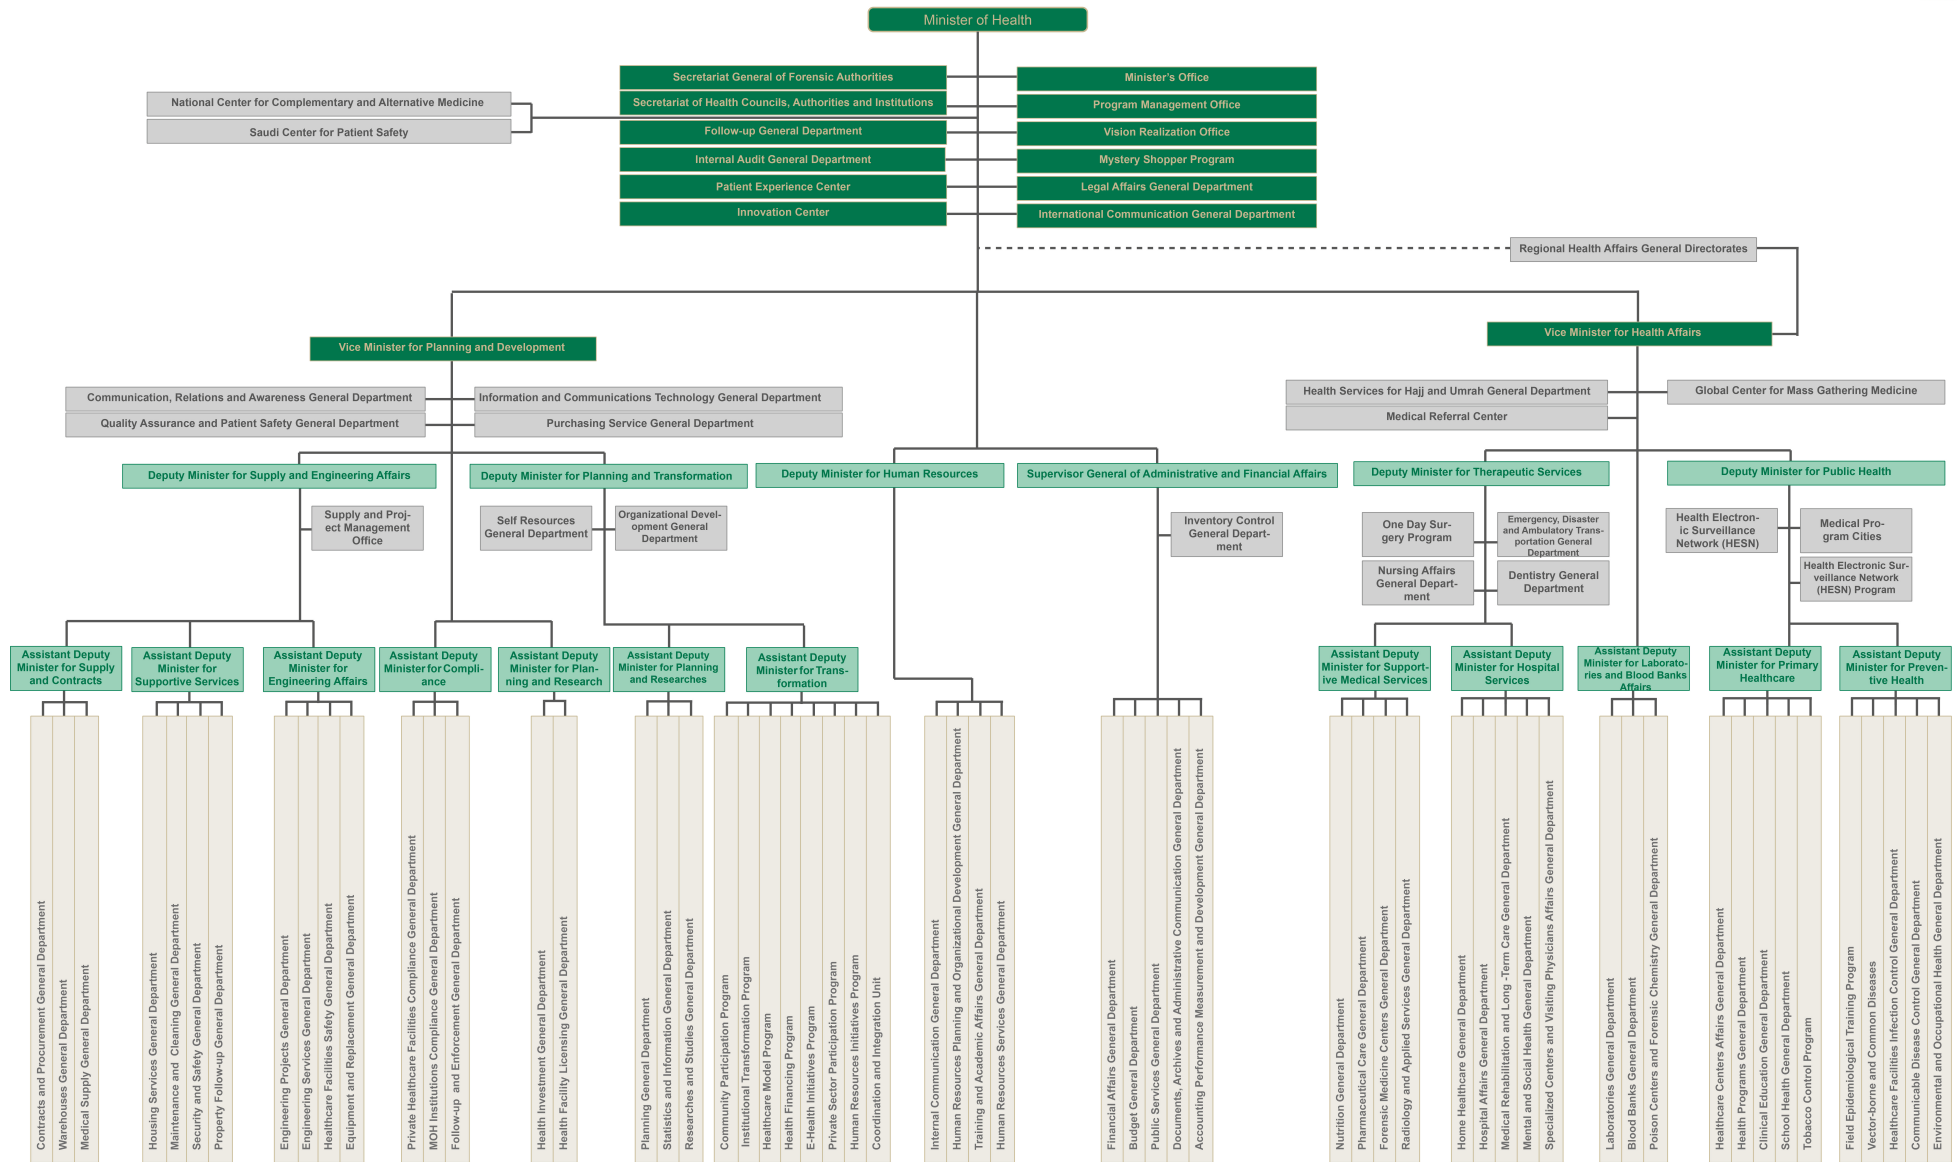 Minister of Health
Secretariat General of Forensic Authorities
Minister's Office
National Center for Complementary and Alternative Medicine
Secretariat of Health Councils, Authorities and Institutions
Program Management Office
Saudi Center for Patient Safety
Follow-up General Department
Vision Realization Office
Internal Audit General Department
Mystery Shopper Program
Patient Experience Center
Legal Affairs General Department
Innovation Center
International Communication General Department
Regional Health Affairs General Directorates
Vice Minister for Planning and Development
Vice Minister for Health Affairs
Communication, Relations and Awareness General Department
Information and Communications Technology General Department
Quality Assurance and Patient Safety General Department
Purchasing Service General Department
Health Services for Hajj and Umrah General Department
Global Center for Mass Gathering Medicine
Medical Referral Center
Deputy Minister for Supply and Engineering Affairs
Deputy Minister for Planning and Transformation
Deputy Minister for Human Resources
Supervisor General of Administrative and Financial Affairs
Deputy Minister for Therapeutic Services
Deputy Minister for Public Health
Supply and Proj-
ect Management
Office
Self Resources
General Department
Organizational Devel-
opment General
Department
Inventory Control
General Depart-
ment
One Day Sur-
gery Program
Emergency, Disaster
and Ambulatory Trans-
portation General
Department
Nursing Affairs
General Depart-
ment
Dentistry General
Department
Health Electron-
ic Surveillance
Network (HESN)
Medical Pro-
gram Cities
Health Electronic Sur-
veillance Network
(HESN) Program
Assistant Deputy
Minister for Supply
and Contracts
Assistant Deputy
Minister for
Supportive Services
Assistant Deputy
Minister for
Engineering Affairs
Assistant Deputy
Minister for Compli-
ance
Assistant Deputy
Minister for Plan-
ning and Research
Assistant Deputy
Minister for Planning
and Researches
Assistant Deputy
Minister for Trans-
formation
Assistant Deputy
Minister for Support-
ive Medical Services
Assistant Deputy
Minister for Hospital
Services
Assistant Deputy
Minister for Laborato-
ries and Blood Banks
Affairs
Assistant Deputy
Minister for Primary
Healthcare
Assistant Deputy
Minister for Preven-
tive Health
Contracts and Procurement General Department
Warehouses General Department
Medical Supply General Department
Housing Services General Department
Maintenance and Cleaning General Department
Security and Safety General Department
Property Follow-up General Department
Engineering Projects General Department
Engineering Services General Department
Healthcare Facilities Safety General Department
Equipment and Replacement General Department
Private Healthcare Facilities Compliance General Department
MOH Institutions Compliance General Department
Follow-up and Enforcement General Department
Health Investment General Department
Health Facility Licensing General Department
Planning General Department
Statistics and Information General Department
Researches and Studies General Department
Community Participation Program
Institutional Transformation Program
Healthcare Model Program
Health Financing Program
E-Health Initiatives Program
Private Sector Participation Program
Human Resources Initiatives Program
Coordination and Integration Unit
Internal Communication General Department
Human Resources Planning and Organizational Development General Department
Training and Academic Affairs General Department
Human Resources Services General Department
Financial Affairs General Department
Budget General Department
Public Services General Department
Documents, Archives and Administrative Communication General Department
Accounting Performance Measurement and Development General Department
Nutrition General Department
Pharmaceutical Care General Department
Forensic Medicine Centers General Department
Radiology and Applied Services General Department
Home Healthcare General Department
Hospital Affairs General Department
Medical Rehabilitation and Long -Term Care General Department
Mental and Social Health General Department
Specialized Centers and Visiting Physicians Affairs General Department
Laboratories General Department
Blood Banks General Department
Poison Centers and Forensic Chemistry General Department
Healthcare Centers Affairs General Department
Health Programs General Department
Clinical Education General Department
School Health General Department
Tobacco Control Program
Field Epidemiological Training Program
Vector-borne and Common Diseases
Healthcare Facilities Infection Control General Department
Communicable Disease Control General Department
Environmental and Occupational Health General Department